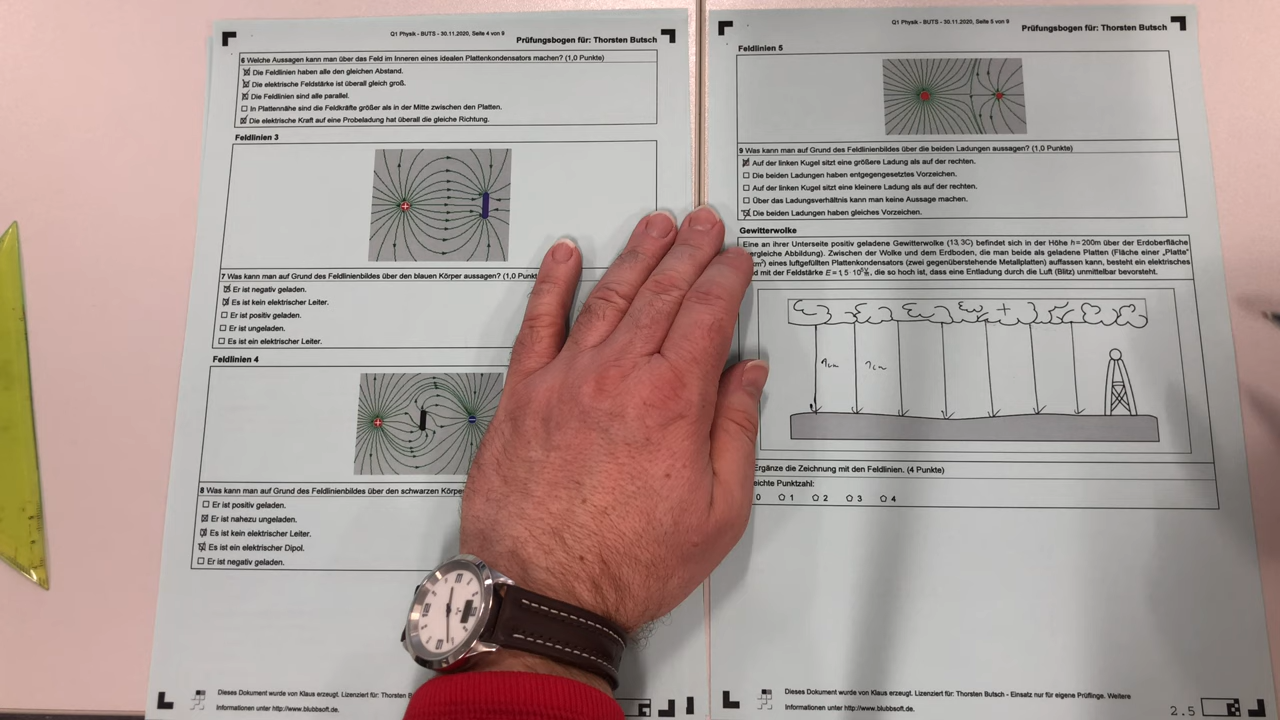 Q1 Physik - BUTS - 30.11.2020, Seite 4 von 9
Prüfungsbogen für: Thorsten Butsch
6 Welche Aussagen kann man über das Feld im Inneren eines idealen Plattenkondensators machen? (1,0 Punkte)
Die Feldlinien haben alle den gleichen Abstand.
Die elektrische Feldstärke ist überall gleich groß.
Die Feldlinien sind alle parallel.
In Plattennähe sind die Feldkräfte größer als in der Mitte zwischen den Platten.
Die elektrische Kraft auf eine Probeladung hat überall die gleiche Richtung.
Feldlinien 3
7 Was kann man auf Grund des Feldlinienbildes über den blauen Körper aussagen? (1,0 Punkt
Er ist negativ geladen.
Es ist kein elektrischer Leiter.
Er ist positiv geladen.
Er ist ungeladen.
Es ist ein elektrischer Leiter.
Feldlinien 4
8 Was kann man auf Grund des Feldlinienbildes über den schwarzen Körpe
Er ist positiv geladen.
Er ist nahezu ungeladen.
Es ist kein elektrischer Leiter.
Es ist ein elektrischer Dipol.
Er ist negativ geladen.
Dieses Dokument wurde von Klaus erzeugt. Lizenziert für: Thorsten
Informationen unter http://www.blubbsoft.de.
Q1 Physik - BUTS - 30.11.2020, Seite 5 von 9
Prüfungsbogen für: Thorsten Butsch
Feldlinien 5
9 Was kann man auf Grund des Feldlinienbildes über die beiden Ladungen aussagen? (1,0 Punkte)
Auf der linken Kugel sitzt eine größere Ladung als auf der rechten.
Die beiden Ladungen haben entgegengesetztes Vorzeichen.
Auf der linken Kugel sitzt eine kleinere Ladung als auf der rechten.
Über das Ladungsverhältnis kann man keine Aussage machen.
Die beiden Ladungen haben gleiches Vorzeichen.
Gewitterwolke
Eine an ihrer Unterseite positiv geladene Gewitterwolke (13,3C) befindet sich in der Höhe h=200m über der Erdoberfläche
ergleiche Abbildung). Zwischen der Wolke und dem Erdboden, die man beide als geladene Platten (Fläche einer „Platte"
eines luftgefüllten Plattenkondensators (zwei gegenüberstehende Metallplatten) auffassen kann, besteht ein elektrisches
d mit der Feldstärke die so hoch ist, dass eine Entladung durch die Luft (Blitz) unmittelbar bevorsteht.
1cm 1cm
Ergänze die Zeichnung mit den Feldlinien. (4 Punkte)
eichte Punktzahl:
0 1 2 3 4
Dieses Dokument wurde von Klaus erzeugt. Lizenziert für: Thorsten Butsch - Einsatz nur für eigene Prüflinge. Weitere
Informationen unter http://www.blubbsoft.de.
2.5